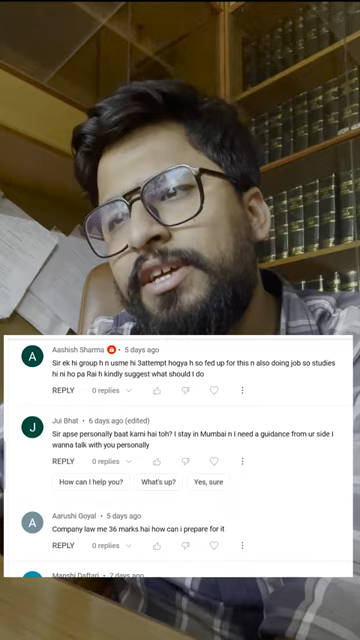 A
Aashish Sharma • 5 days ago
Sir ek hi group h n usme hi 3attempt hogya h so fed up for this n also doing job so studies
hi ni ho pa Rai h kindly suggest what should I do
REPLY 0 replies
J
Jui Bhat • 6 days ago (edited)
Sir apse personally baat karni hai toh? I stay in Mumbai n I need a guidance from ur side I
wanna talk with you personally
REPLY 0 replies
How can I help you? What's up? Yes, sure
A
Aarushi Goyal • 5 days ago
Company law me 36 marks hai how can i prepare for it
REPLY 0 replies
Manshi Daftari • 7 days ago